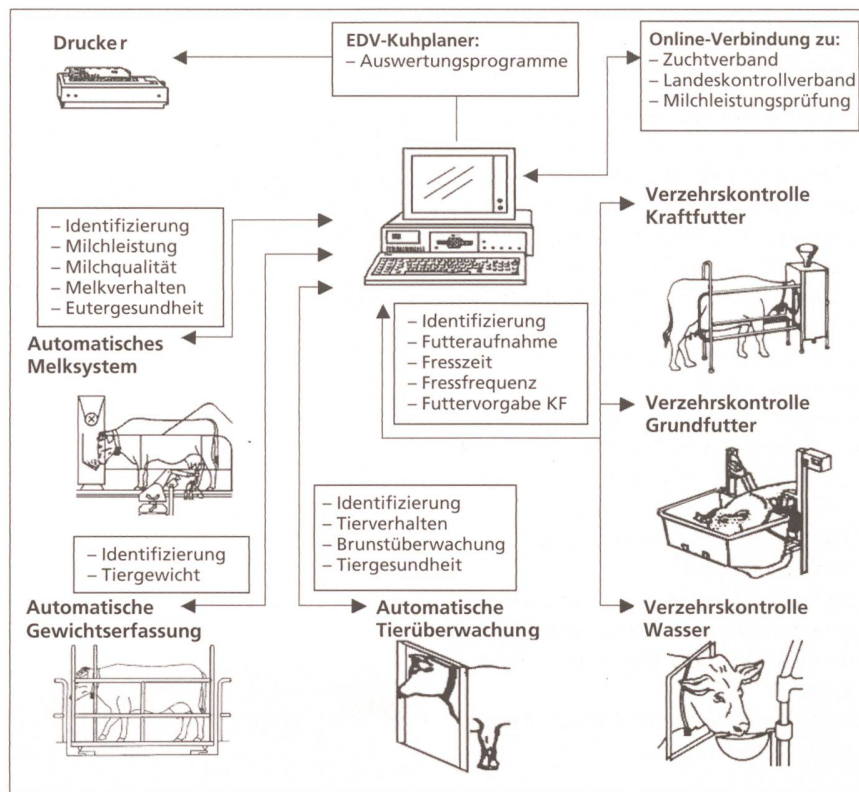 Drucker
EDV-Kuhplaner:
– Auswertungsprogramme
Online-Verbindung zu:
– Zuchtverband
– Landeskontrollverband
– Milchleistungsprüfung
– Identifizierung
– Milchleistung
– Milchqualität
– Melkverhalten
– Eutergesundheit
Automatisches
Melksystem
Verzehrskontrolle
Kraftfutter
– Identifizierung
– Futteraufnahme
– Fresszeit
– Fressfrequenz
– Futtervorgabe KF
Verzehrskontrolle
Grundfutter
– Identifizierung
– Tierverhalten
– Brunstüberwachung
– Tiergesundheit
– Identifizierung
– Tiergewicht
Automatische
Gewichtserfassung
Automatische
Tierüberwachung
Verzehrskontrolle
Wasser